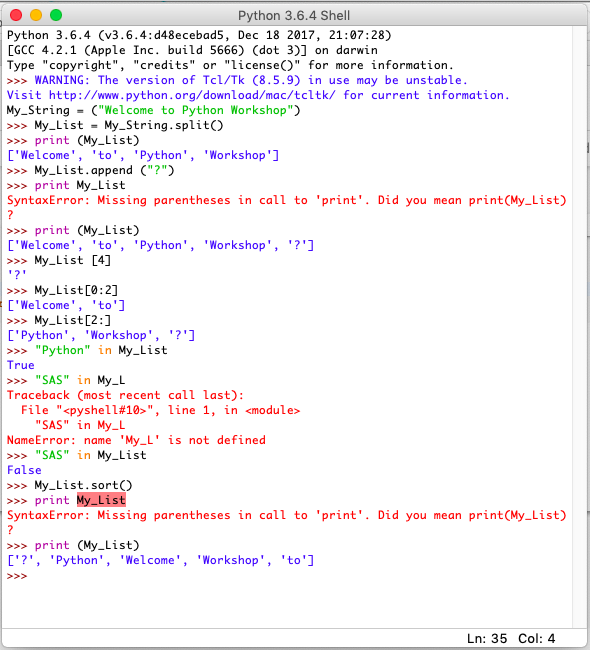 Python 3.6.4 Shell
Python 3.6.4 (v3.6.4:d48ecebad5, Dec 18 2017, 21:07:28)
[GCC 4.2.1 (Apple Inc. build 5666) (dot 3)] on darwin
Type "copyright", "credits" or "license()" for more information.
>>> WARNING: The version of Tcl/Tk (8.5.9) in use may be unstable.
Visit http://www.python.org/download/mac/tcltk/ for current information.
My_String = ("Welcome to Python Workshop")
>>> My_List = My_String.split()
>>> print (My_List)
['Welcome', 'to', 'Python', 'Workshop']
>>> My_List.append ("?")
>>> print My_List
SyntaxError: Missing parentheses in call to 'print'. Did you mean print(My_List)
?
>>> print (My_List)
['Welcome', 'to', 'Python', 'Workshop', '?']
>>> My_List [4]
'?'
>>> My_List[0:2]
['Welcome', 'to']
>>> My_List[2:]
['Python', 'Workshop', '?']
>>> "Python" in My_List
True
>>> "SAS" in My_L
Traceback (most recent call last):
  File "<pyshell#10>", line 1, in <module>
    "SAS" in My_L
NameError: name 'My_L' is not defined
>>> "SAS" in My_List
False
>>> My_List.sort()
>>> print My_List
SyntaxError: Missing parentheses in call to 'print'. Did you mean print(My_List)
?
>>> print (My_List)
['?', 'Python', 'Welcome', 'Workshop', 'to']
>>>
Ln: 35 Col: 4